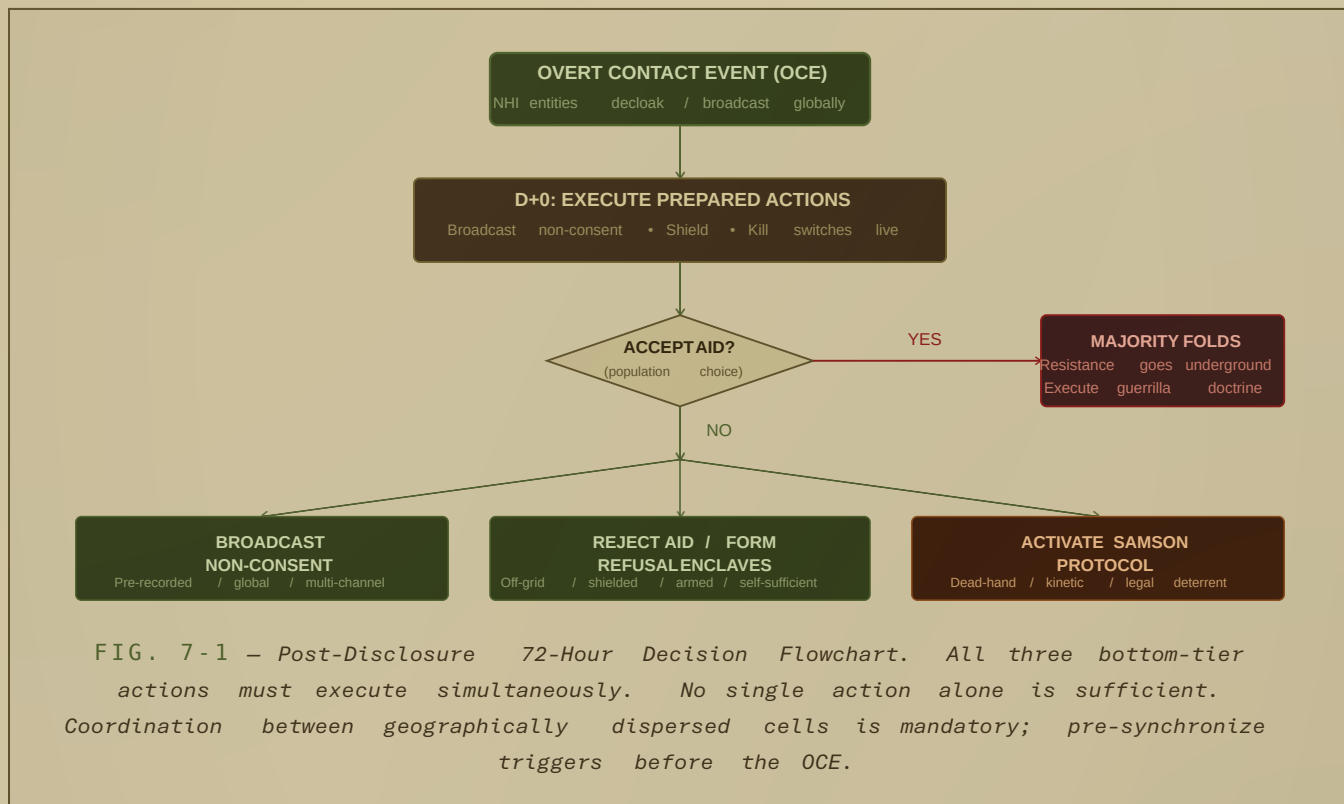 OVERT CONTACT EVENT (OCE)
NHI entities decloak / broadcast globally
D+0: EXECUTE PREPARED ACTIONS
Broadcast non-consent • Shield • Kill switches live
ACCEPT AID?
(population choice)
YES
MAJORITY FOLDS
Resistance goes underground
Execute guerrilla doctrine
NO
BROADCAST
NON-CONSENT
Pre-recorded / global / multi-channel
REJECT AID / FORM
REFUSAL ENCLAVES
Off-grid / shielded / armed / self-sufficient
ACTIVATE SAMSON
PROTOCOL
Dead-hand / kinetic / legal deterrent
FIG. 7-1 — Post-Disclosure 72-Hour Decision Flowchart. All three bottom-tier
actions must execute simultaneously. No single action alone is sufficient.
Coordination between geographically dispersed cells is mandatory; pre-synchronize
triggers before the OCE.